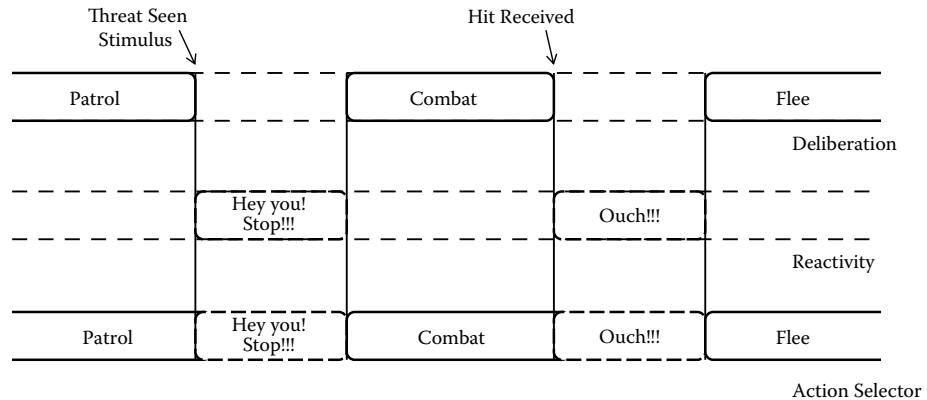 Threat Seen
Stimulus
Hit Received
Patrol
Combat
Flee
Deliberation
Hey you!
Stop!!!
Ouch!!!
Reactivity
Patrol
Hey you!
Stop!!!
Combat
Ouch!!!
Flee
Action Selector